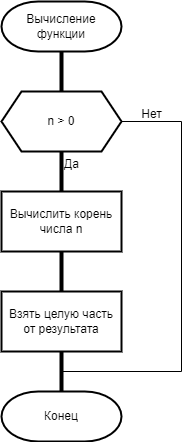 Вычисление
функции
n > 0
Нет
Да
Вычислить корень
числа n
Взять целую часть
от результата
Конец